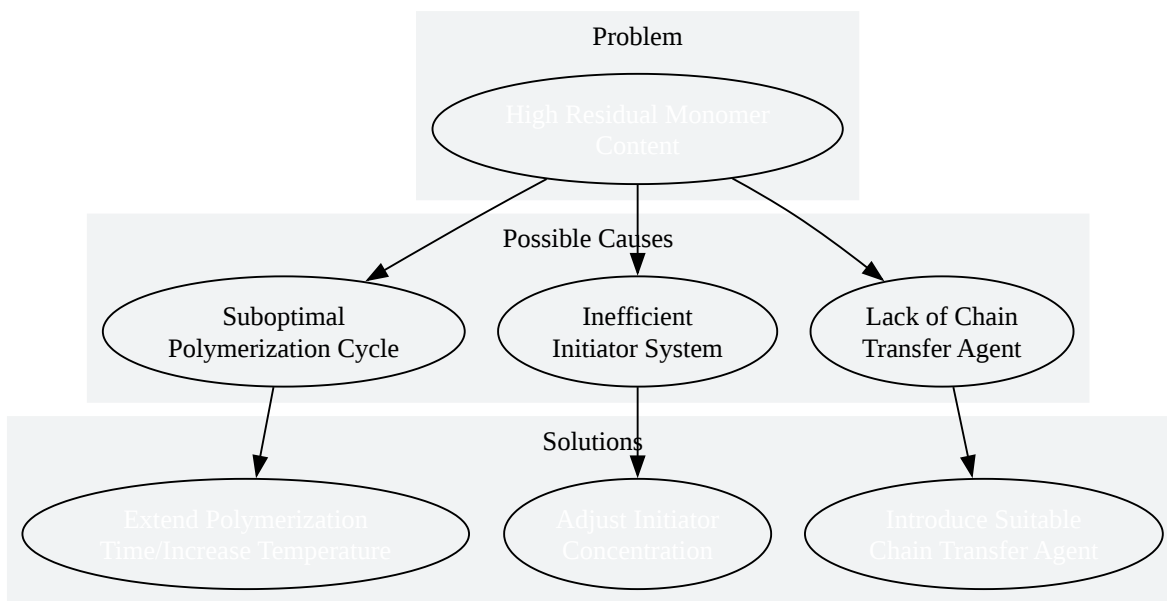 Problem
High Residual Monomer
Content
Possible Causes
Suboptimal
Polymerization Cycle
Inefficient
Initiator System
Lack of Chain
Transfer Agent
Solutions
Extend Polymerization
Time/Increase Temperature
Adjust Initiator
Concentration
Introduce Suitable
Chain Transfer Agent